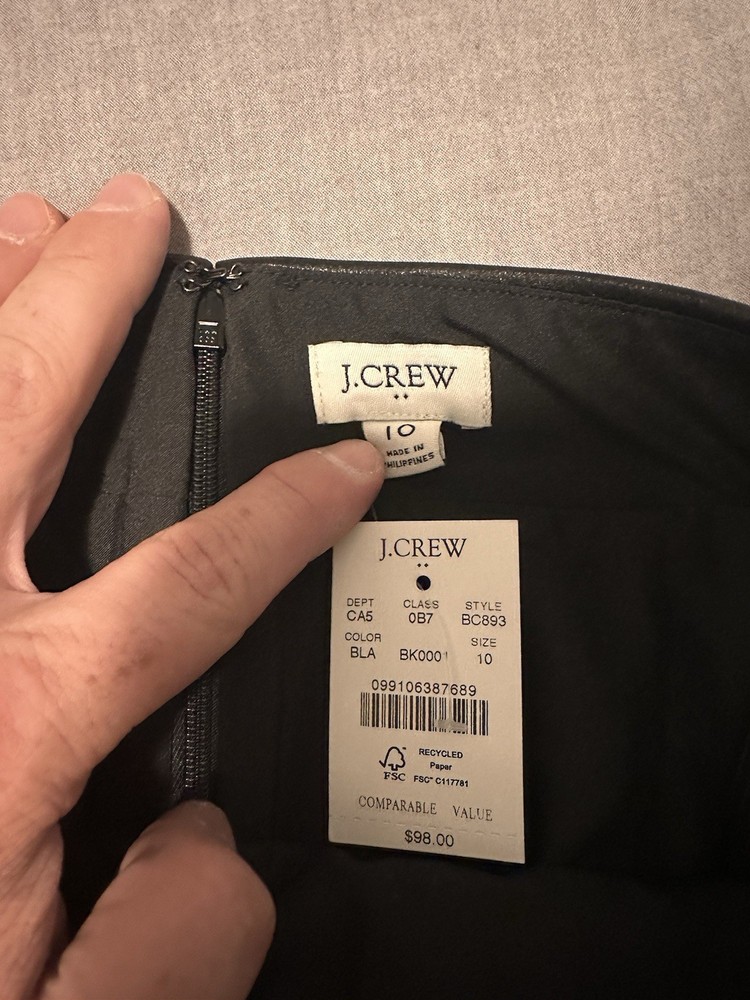 J.CREW
10
MADE IN
PHILIPPINES
J.CREW
DEPT CLASS STYLE
CA5 0B7 BC893
COLOR SIZE
BLA BK0001 10
099106387689
RECYCLED
Paper
FSC
FSC® C117781
COMPARABLE VALUE
$98.00